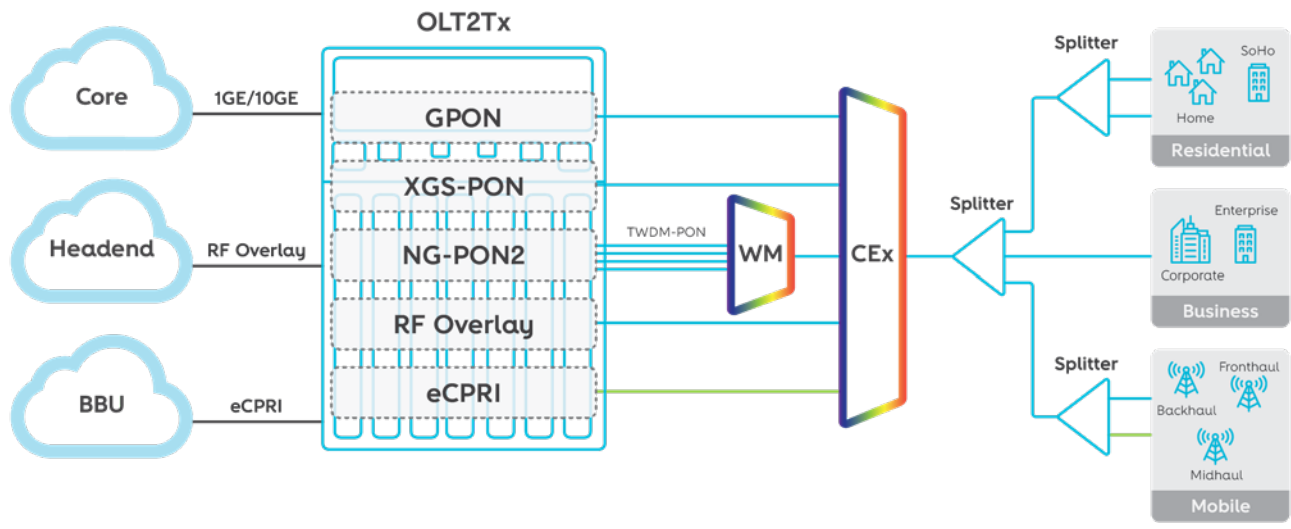 OLT2Tx
Core
1GE/10GE
Headend
RF Overlay
BBU
eCPRI
GPON
XGS-PON
NG-PON2
RF Overlay
eCPRI
TWDM-PON
WM
CEx
Splitter
Splitter
Splitter
SoHo
Home
Residential
Enterprise
Corporate
Business
Fronthaul
Backhaul
Midhaul
Mobile